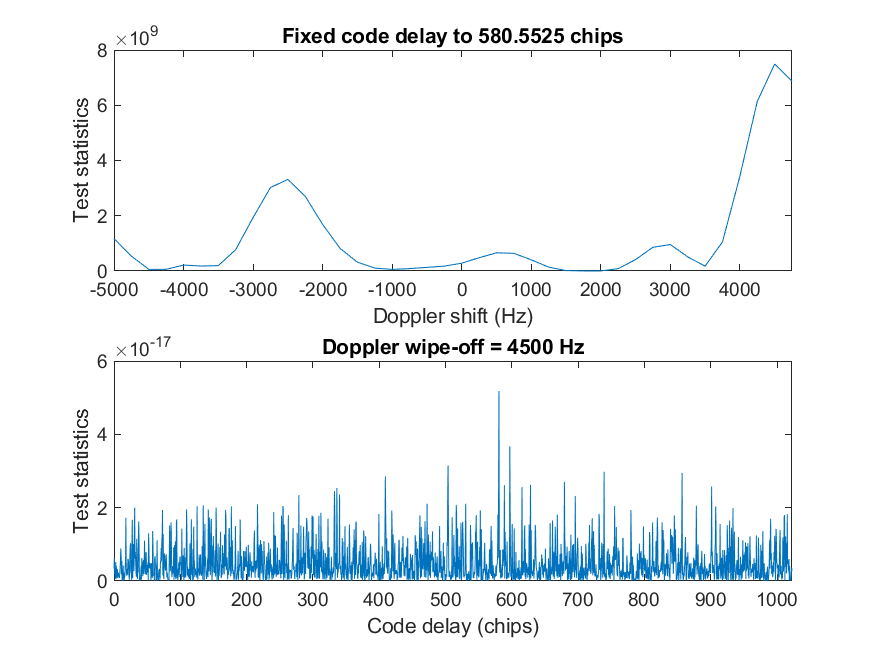 Fixed code delay to 580.5525 chips
×10^9
8
6
4
2
0
Test statistics
-5000 -4000 -3000 -2000 -1000 0 1000 2000 3000 4000
Doppler shift (Hz)
Doppler wipe-off = 4500 Hz
×10^-17
6
4
2
0
Test statistics
0 100 200 300 400 500 600 700 800 900 1000
Code delay (chips)